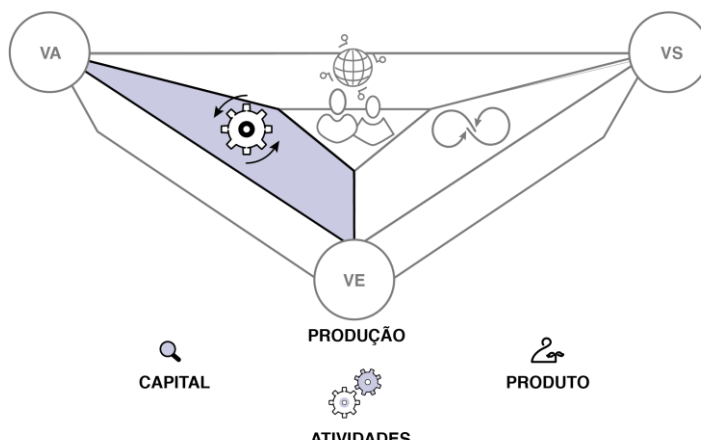 VA
VS
VE
PRODUÇÃO
CAPITAL
PRODUTO
ATIVIDADES